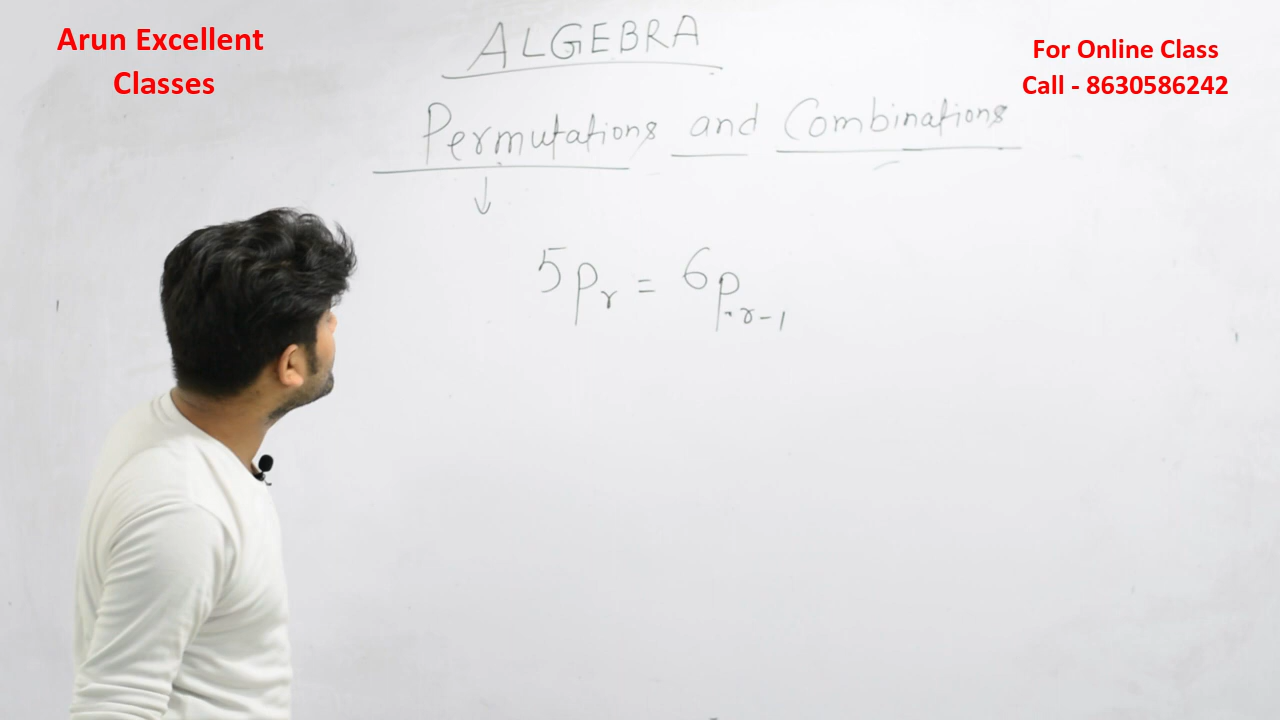 Arun Excellent
Classes
For Online Class
Call - 8630586242
ALGEBRA
Permutations and Combinations
↓
⁵Pᵣ = ⁶Pᵣ₋₁